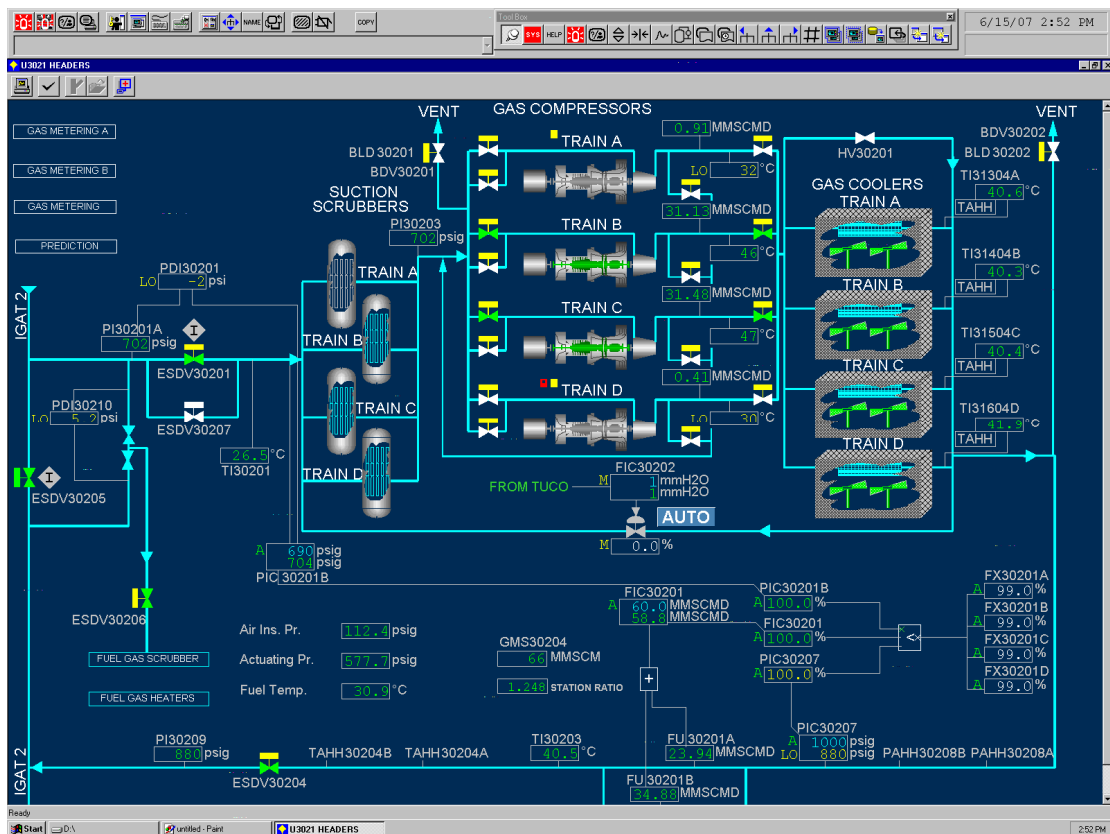 NAME
COPY
Tool Box
SYS
HELP
6/15/07 2:52 PM
U3021 HEADERS
GAS METERING A
GAS METERING B
GAS METERING
PREDICTION
VENT
GAS COMPRESSORS
VENT
BLD 30201
BDV30201
TRAIN A
0.91 MMSCMD
LO 32 °C
HV30201
BDV30202
BLD 30202
SUCTION
SCRUBBERS
PI30203
702 psig
31.13 MMSCMD
TRAIN B
46 °C
GAS COOLERS
TRAIN A
TI31304A
40.6 °C
TAHH
PDI30201
LO -2 psi
TRAIN A
31.48 MMSCMD
TRAIN C
47 °C
TRAIN B
TI31404B
40.3 °C
TAHH
IGAT 2
PI30201A
702 psig
I
ESDV30201
TRAIN B
0.41 MMSCMD
TRAIN D
LO 30 °C
TRAIN C
TI31504C
40.4 °C
TAHH
PDI30210
LO 5.2 psi
ESDV30207
TRAIN C
TI31604D
41.9 °C
TAHH
TRAIN D
26.5 °C
TI30201
I
ESDV30205
TRAIN D
FIC30202
FROM TUCO
M 1 mmH2O
1 mmH2O
AUTO
M 0.0 %
A 690 psig
704 psig
PIC 30201B
ESDV30206
FIC30201
A 60.0 MMSCMD
58.8 MMSCMD
PIC30201B
A 100.0 %
FIC30201
A 100.0 %
PIC30207
A 100.0 %
<
FX30201A
A 99.0 %
FX30201B
A 99.0 %
FX30201C
A 99.0 %
FX30201D
A 99.0 %
Air Ins. Pr. 112.4 psig
Actuating Pr. 577.7 psig
Fuel Temp. 30.9 °C
GMS30204
66 MMSCM
1.248 STATION RATIO
+
FUEL GAS SCRUBBER
FUEL GAS HEATERS
PI30209
880 psig
ESDV30204
TAHH30204B
TAHH30204A
TI30203
40.5 °C
FU30201A
23.94 MMSCMD
PIC30207
A 1000 psig
LO 880 psig
PAHH30208B
PAHH30208A
IGAT 2
FU30201B
34.88 MMSCMD
Ready
Start
D:\
untitled - Paint
U3021 HEADERS
2:52 PM